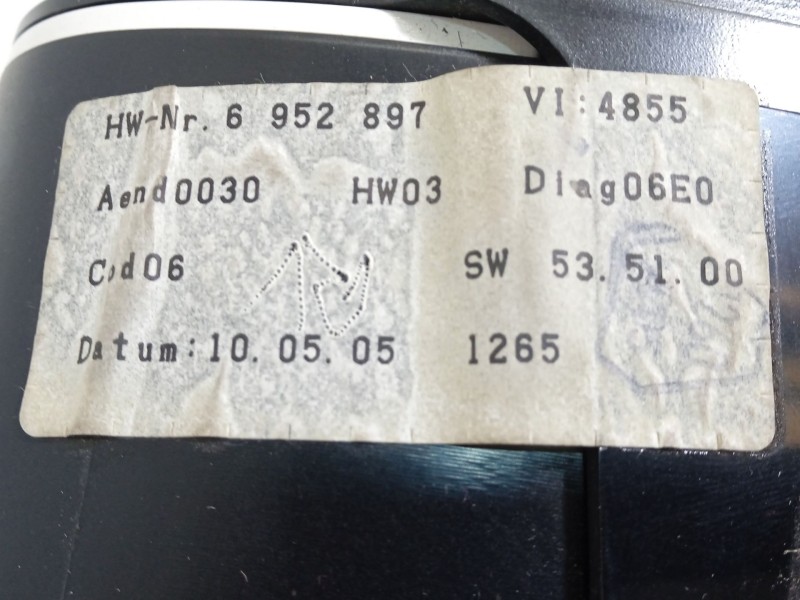 HW-Nr. 6 952 897 VI:4855
Aend0030 HW03 Diag06E0
Cod06 SW 53.51.00
Datum:10.05.05 1265